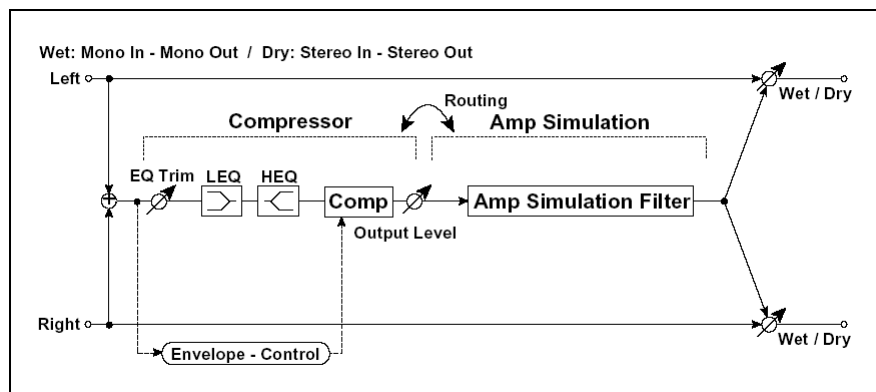 Wet: Mono In - Mono Out / Dry: Stereo In - Stereo Out
Left
Wet / Dry
Routing
Compressor
Amp Simulation
EQ Trim
LEQ
HEQ
Comp
Amp Simulation Filter
Output Level
Right
Wet / Dry
Envelope - Control